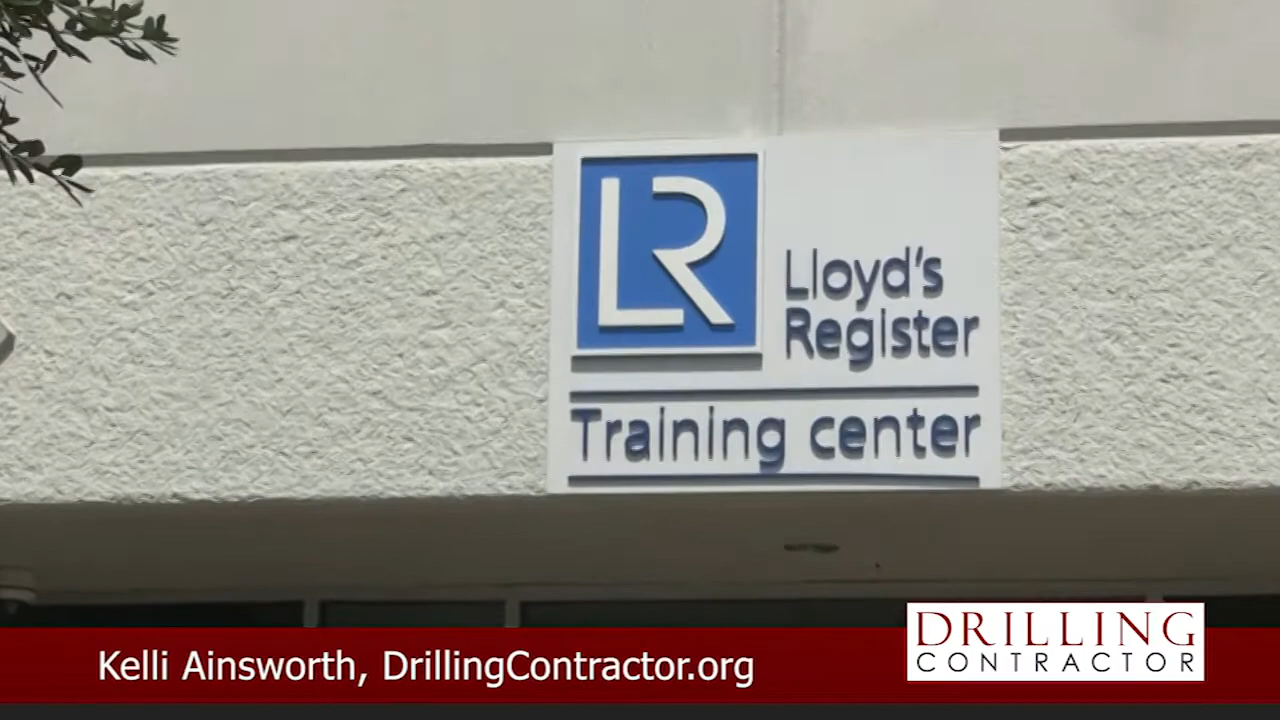 LR
Lloyd's
Register
Training center
Kelli Ainsworth, DrillingContractor.org
DRILLING
CONTRACTOR